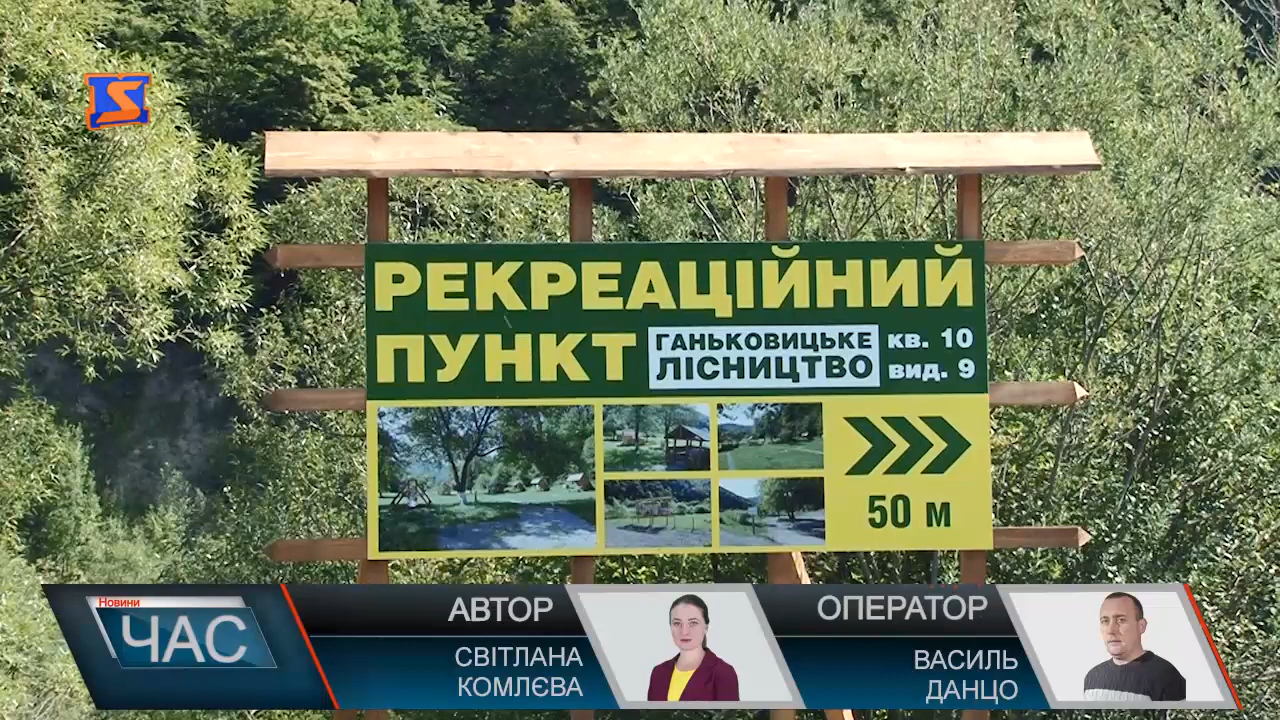 S
РЕКРЕАЦІЙНИЙ
ПУНКТ
ГАНЬКОВИЦЬКЕ
ЛІСНИЦТВО
кв. 10
вид. 9
50 м
Новини
ЧАС
АВТОР
СВІТЛАНА
КОМЛЄВА
ОПЕРАТОР
ВАСИЛЬ
ДАНЦО